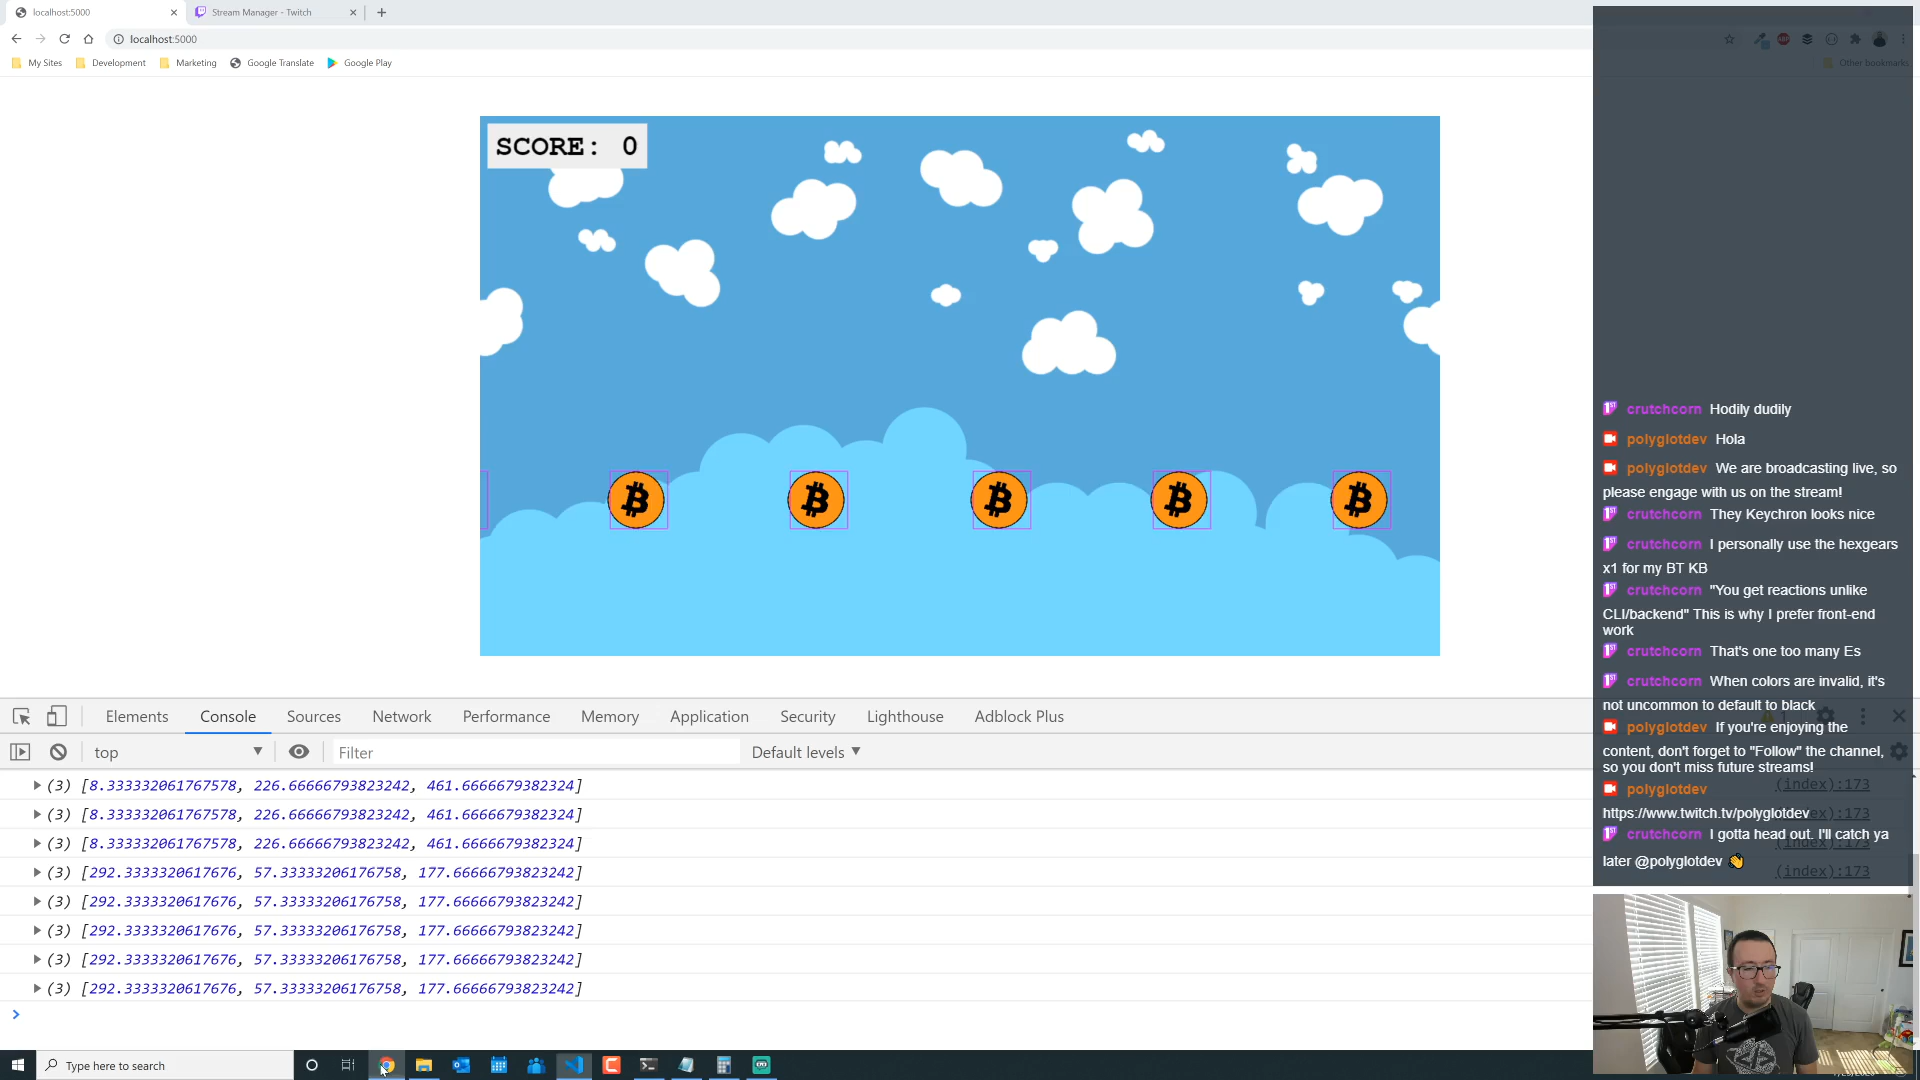 localhost:5000
Stream Manager - Twitch
localhost:5000
My Sites
Development
Marketing
Google Translate
Google Play
Other bookmarks
SCORE: 0
crutchcorn Hodily dudily
polyglotdev Hola
polyglotdev We are broadcasting live, so
please engage with us on the stream!
crutchcorn They Keychron looks nice
crutchcorn I personally use the hexgears
x1 for my BT KB
crutchcorn "You get reactions unlike
CLI/backend" This is why I prefer front-end
work
crutchcorn That's one too many Es
crutchcorn When colors are invalid, it's
not uncommon to default to black
polyglotdev If you're enjoying the
content, don't forget to "Follow" the channel,
so you don't miss future streams!
polyglotdev
https://www.twitch.tv/polyglotdev
crutchcorn I gotta head out. I'll catch ya
later @polyglotdev
Elements
Console
Sources
Network
Performance
Memory
Application
Security
Lighthouse
Adblock Plus
top
Filter
Default levels
(3) [8.333332061767578, 226.66666793823242, 461.6666679382324]
(index):173
(3) [8.333332061767578, 226.66666793823242, 461.6666679382324]
(index):173
(3) [8.333332061767578, 226.66666793823242, 461.6666679382324]
(index):173
(3) [292.3333320617676, 57.33333206176758, 177.66666793823242]
(index):173
(3) [292.3333320617676, 57.33333206176758, 177.66666793823242]
(3) [292.3333320617676, 57.33333206176758, 177.66666793823242]
(3) [292.3333320617676, 57.33333206176758, 177.66666793823242]
(3) [292.3333320617676, 57.33333206176758, 177.66666793823242]
Type here to search